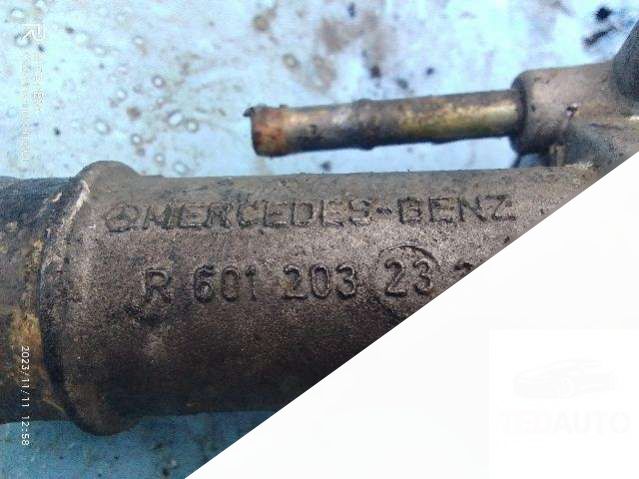 MERCEDES-BENZ
R 601 203 23
2023/11/11 12:58
TEDAUTO